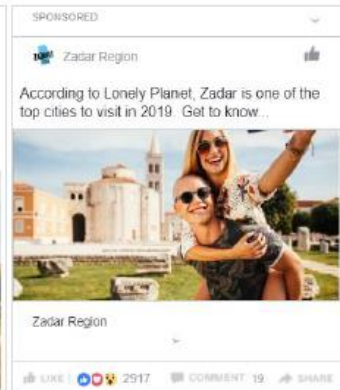 SPONSORED
Zadar Region
According to Lonely Planet, Zadar is one of the
top cities to visit in 2019. Get to know...
Zadar Region
LIKE 2917 COMMENT 19 SHARE